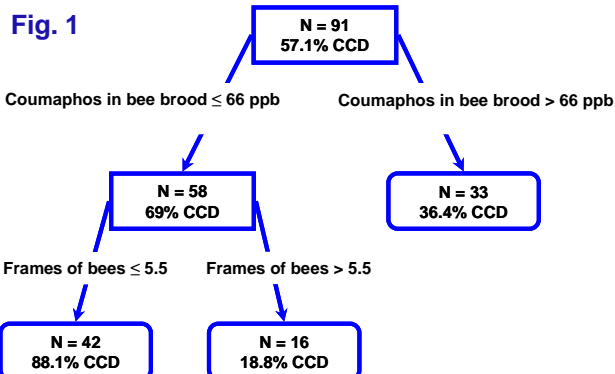 Fig. 1
N = 91
57.1% CCD
Coumaphos in bee brood ≤ 66 ppb
Coumaphos in bee brood > 66 ppb
N = 58
69% CCD
N = 33
36.4% CCD
Frames of bees ≤ 5.5
Frames of bees > 5.5
N = 42
88.1% CCD
N = 16
18.8% CCD